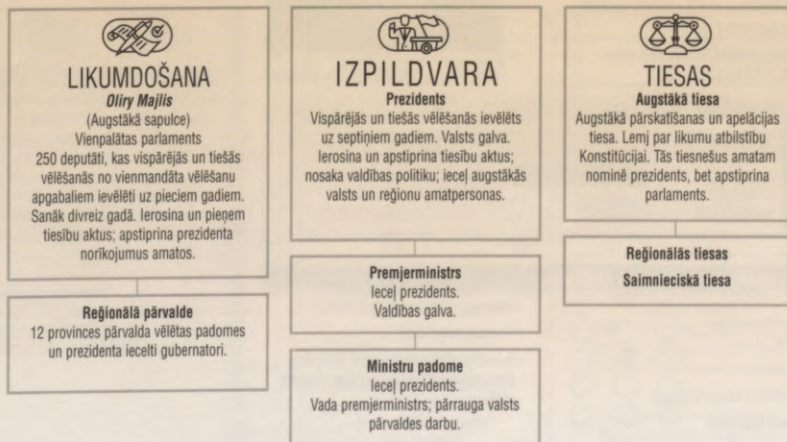 LIKUMDOŠANA
Oliry Majlis
(Augstākā sapulce)
Vienpalātas parlaments
250 deputāti, kas vispārējās un tiešās
vēlēšanās no vienmandāta vēlēšanu
apgabaliem ievēlēti uz pieciem gadiem.
Sanāk divreiz gadā. Ierosina un pieņem
tiesību aktus; apstiprina prezidenta
norīkojumus amatos.
Reģionālā pārvalde
12 provinces pārvalda vēlētas padomes
un prezidenta iecelti gubernatori.
IZPILDVARA
Prezidents
Vispārējās un tiešās vēlēšanās ievēlēts
uz septiņiem gadiem. Valsts galva.
Ierosina un apstiprina tiesību aktus;
nosaka valdības politiku; ieceļ augstākās
valsts un reģionu amatpersonas.
Premjerministrs
Ieceļ prezidents.
Valdības galva.
Ministru padome
Ieceļ prezidents.
Vada premjerministrs; pārrauga valsts
pārvaldes darbu.
TIESAS
Augstākā tiesa
Augstākā pārskatīšanas un apelācijas
tiesa. Lemj par likumu atbilstību
Konstitūcijai. Tās tiesnešus amatam
nominē prezidents, bet apstiprina
parlaments.
Reģionālās tiesas
Saimnieciskā tiesa